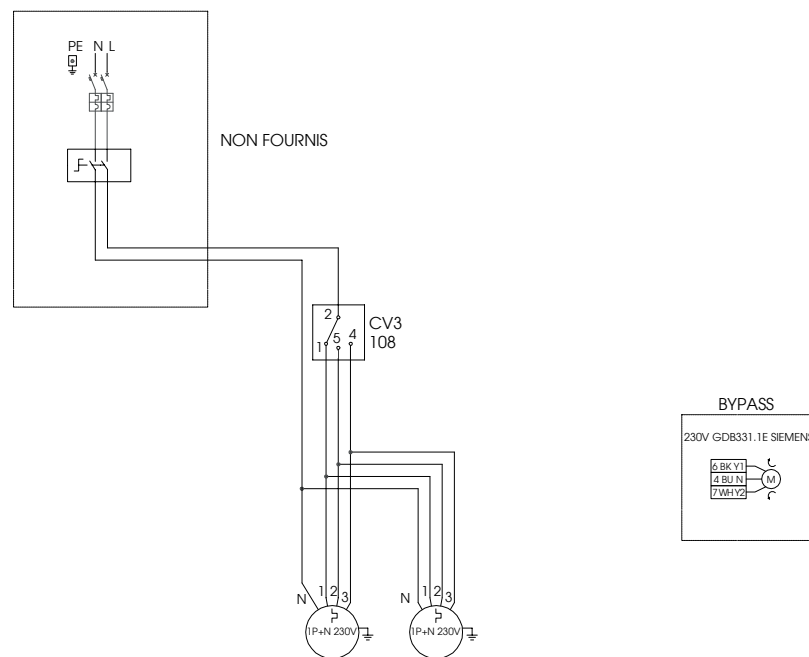 PE N L
NON FOURNIS
2
1 5 4
CV3
108
BYPASS
230V GDB331.1E SIEMENS
6 BK Y1
4 BU N
7 WH Y2
M
N 1 2 3
1P+N 230V
N 1 2 3
1P+N 230V